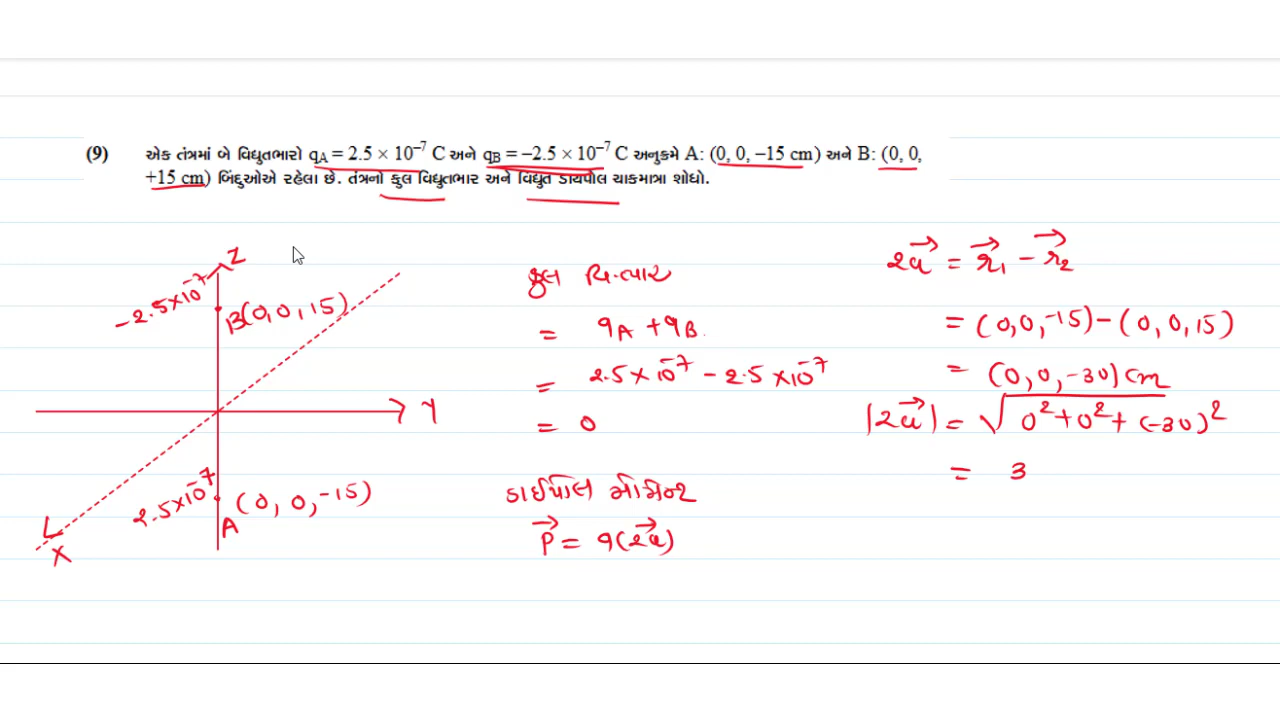 (9) એક તંત્રમાં બે વિદ્યુતભારો qA = 2.5 × 10⁻⁷ C અને qB = −2.5 × 10⁻⁷ C અનુક્રમે A: (0, 0, −15 cm) અને B: (0, 0,
+15 cm) બિંદુઓએ રહેલા છે. તંત્રનો કુલ વિદ્યુતભાર અને વિદ્યુત ડાયપોલ ચાકમાત્રા શોધો.
Z
-2.5×10⁻⁷
B(0,0,15)
Y
2.5×10⁻⁷
A (0, 0, -15)
X
કુલ વિ.ભાર
= qA + qB
= 2.5 × 10⁻⁷ - 2.5 × 10⁻⁷
= 0
ડાઈપોલ મોમેન્ટ
P⃗ = q(2a⃗)
2a⃗ = r⃗₁ - r⃗₂
= (0,0,-15) - (0,0,15)
= (0,0,-30) cm
|2a⃗| = √0² + 0² + (-30)²
= 3